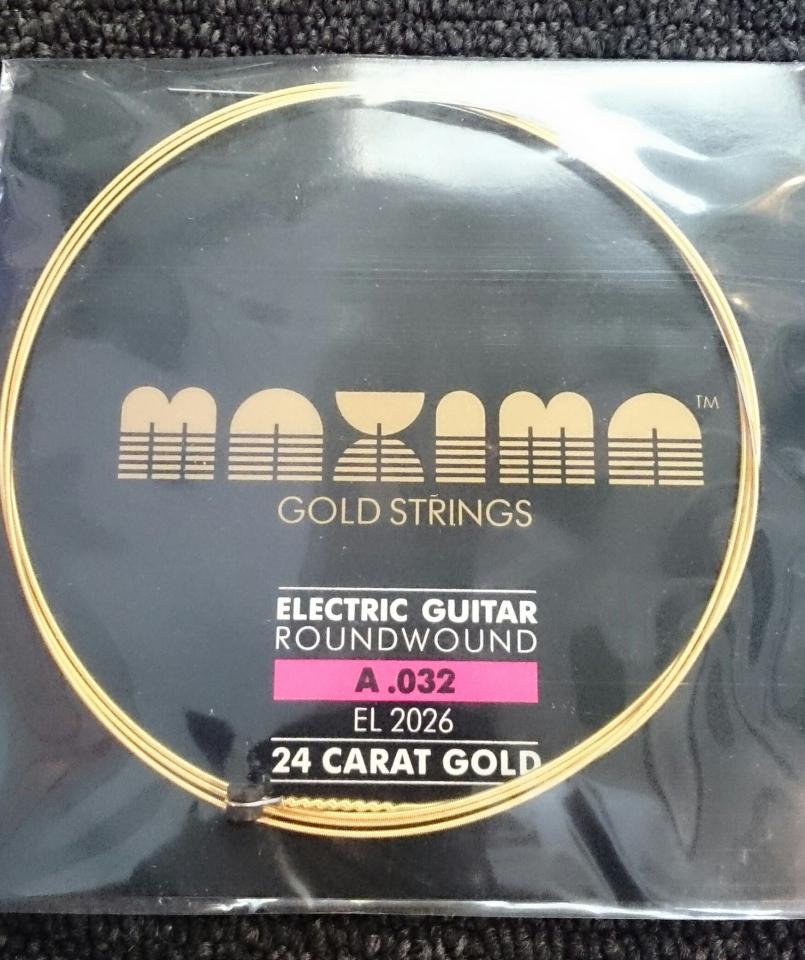 MAXIMA™
GOLD STRINGS
ELECTRIC GUITAR
ROUNDWOUND
A .032
EL 2026
24 CARAT GOLD